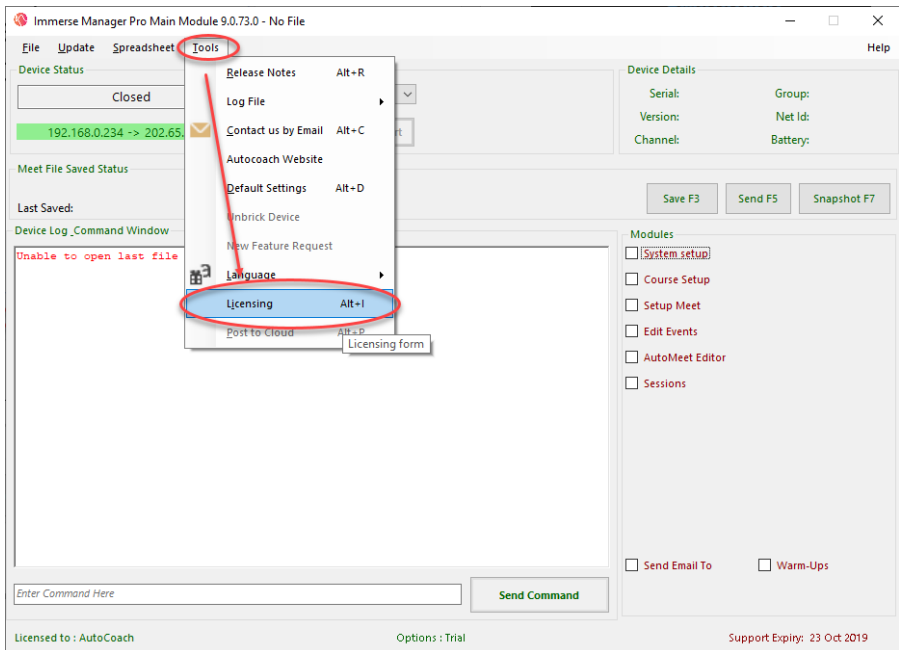 Immerse Manager Pro Main Module 9.0.73.0 - No File
File Update Spreadsheet Tools Help
Device Status
Closed
192.168.0.234 -> 202.65.
Release Notes Alt+R
Log File
Contact us by Email Alt+C
Autocoach Website
Default Settings Alt+D
Unbrick Device
New Feature Request
Language
Licensing Alt+I
Post to Cloud Alt+P
Licensing form
Device Details
Serial: Group:
Version: Net Id:
Channel: Battery:
Meet File Saved Status
Last Saved:
Save F3 Send F5 Snapshot F7
Device Log _Command Window
Unable to open last file
Modules
System setup
Course Setup
Setup Meet
Edit Events
AutoMeet Editor
Sessions
Send Email To Warm-Ups
Enter Command Here
Send Command
Licensed to : AutoCoach Options : Trial Support Expiry: 23 Oct 2019